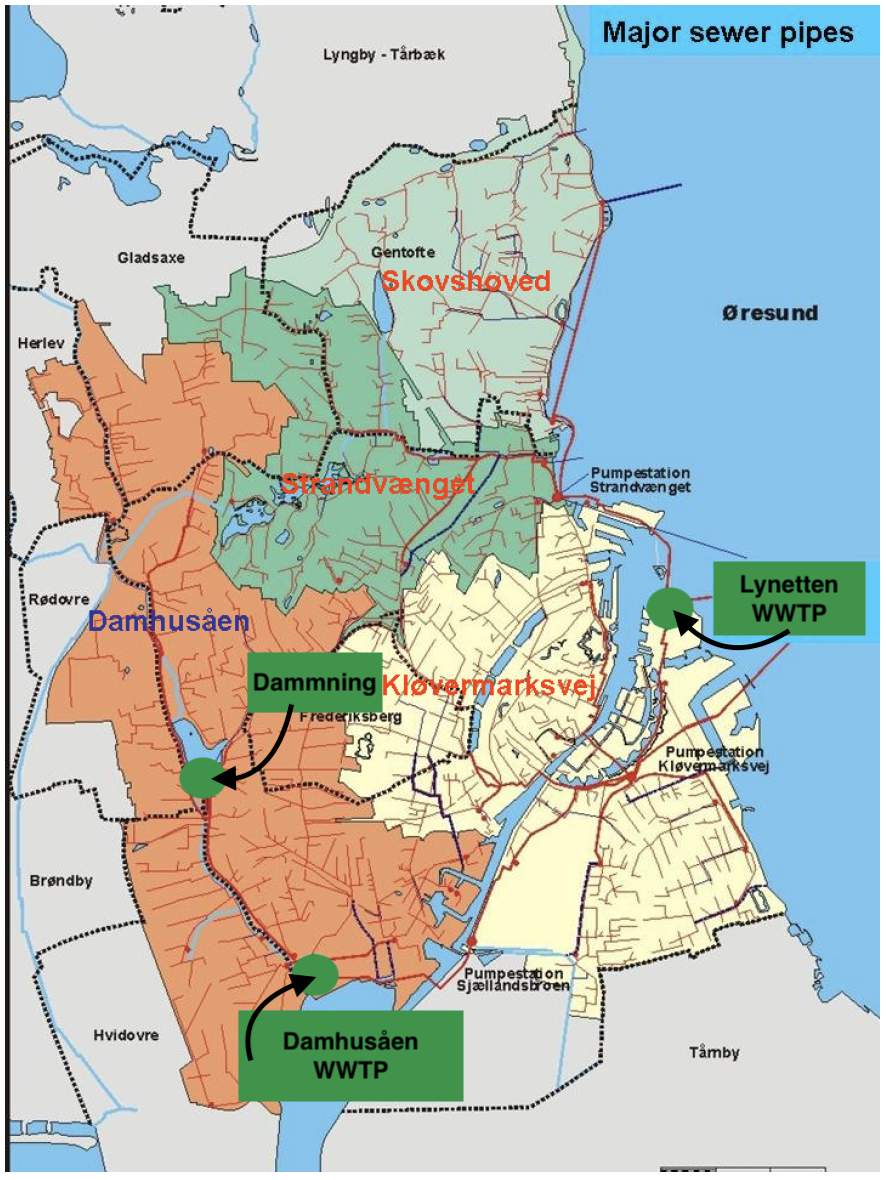 Major sewer pipes
Lyngby - Tårbæk
Gladsaxe
Gentofte
Skovshoved
Øresund
Herlev
Strandvænget
Pumpestation
Strandvænget
Rødovre
Damhusåen
Lynetten
WWTP
Dammning
Kløvermarksvej
Frederiksberg
Pumpestation
Kløvermarksvej
Brøndby
Pumpestation
Sjællandsbroen
Hvidovre
Damhusåen
WWTP
Tårnby